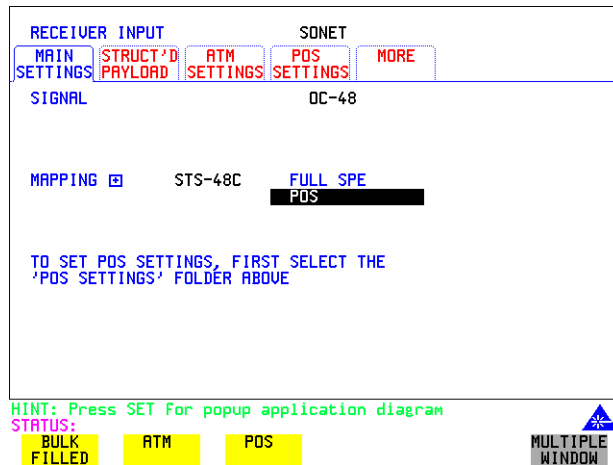 RECEIVER INPUT SONET
MAIN SETTINGS STRUCT'D PAYLOAD ATM SETTINGS POS SETTINGS MORE
SIGNAL OC-48
MAPPING + STS-48C FULL SPE
POS
TO SET POS SETTINGS, FIRST SELECT THE
'POS SETTINGS' FOLDER ABOVE
HINT: Press SET For popup application diagram
STATUS:
BULK FILLED ATM POS MULTIPLE WINDOW